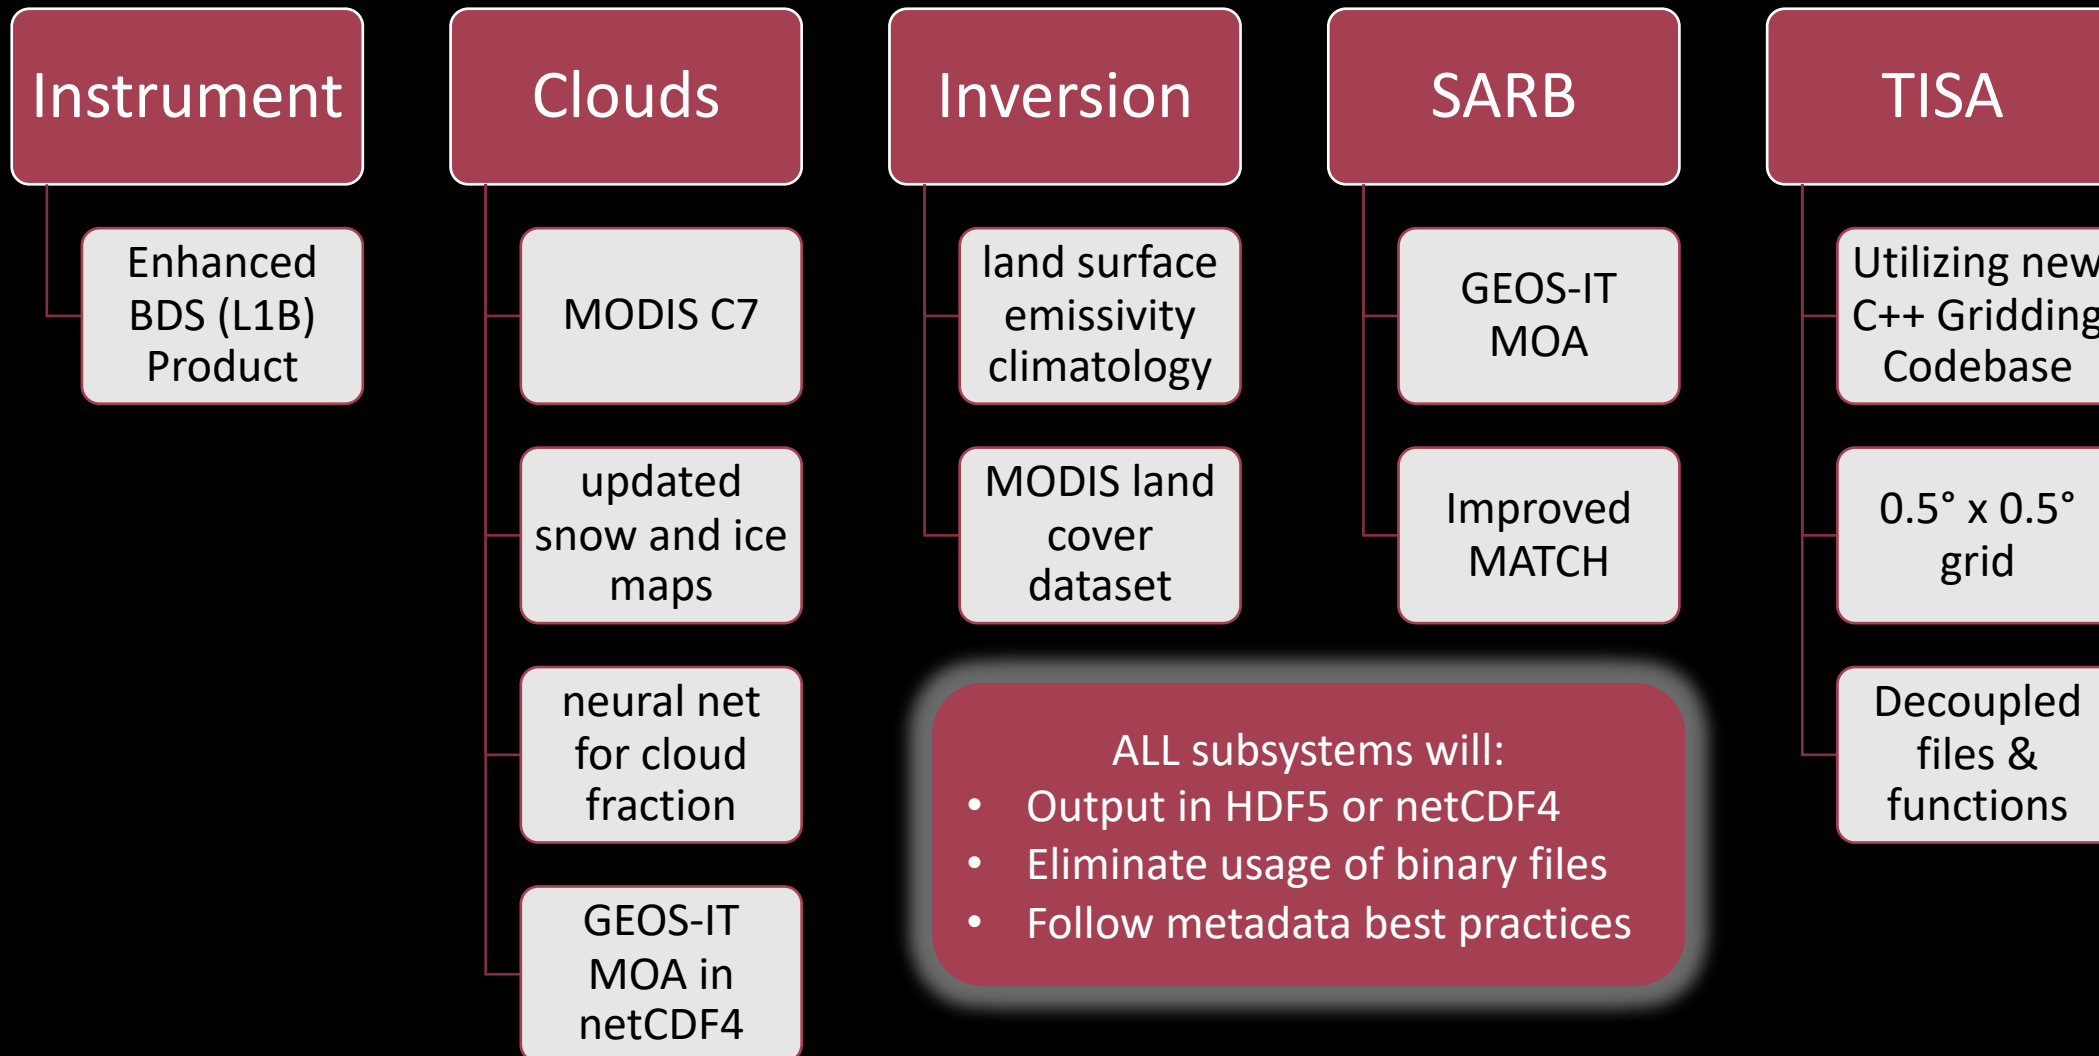 Instrument
Enhanced
BDS (L1B)
Product
Clouds
MODIS C7
updated
snow and ice
maps
neural net
for cloud
fraction
GEOS-IT
MOA in
netCDF4
Inversion
land surface
emissivity
climatology
MODIS land
cover
dataset
SARB
GEOS-IT
MOA
Improved
MATCH
TISA
Utilizing new
C++ Gridding
Codebase
0.5° x 0.5°
grid
Decoupled
files &
functions
ALL subsystems will:
• Output in HDF5 or netCDF4
• Eliminate usage of binary files
• Follow metadata best practices